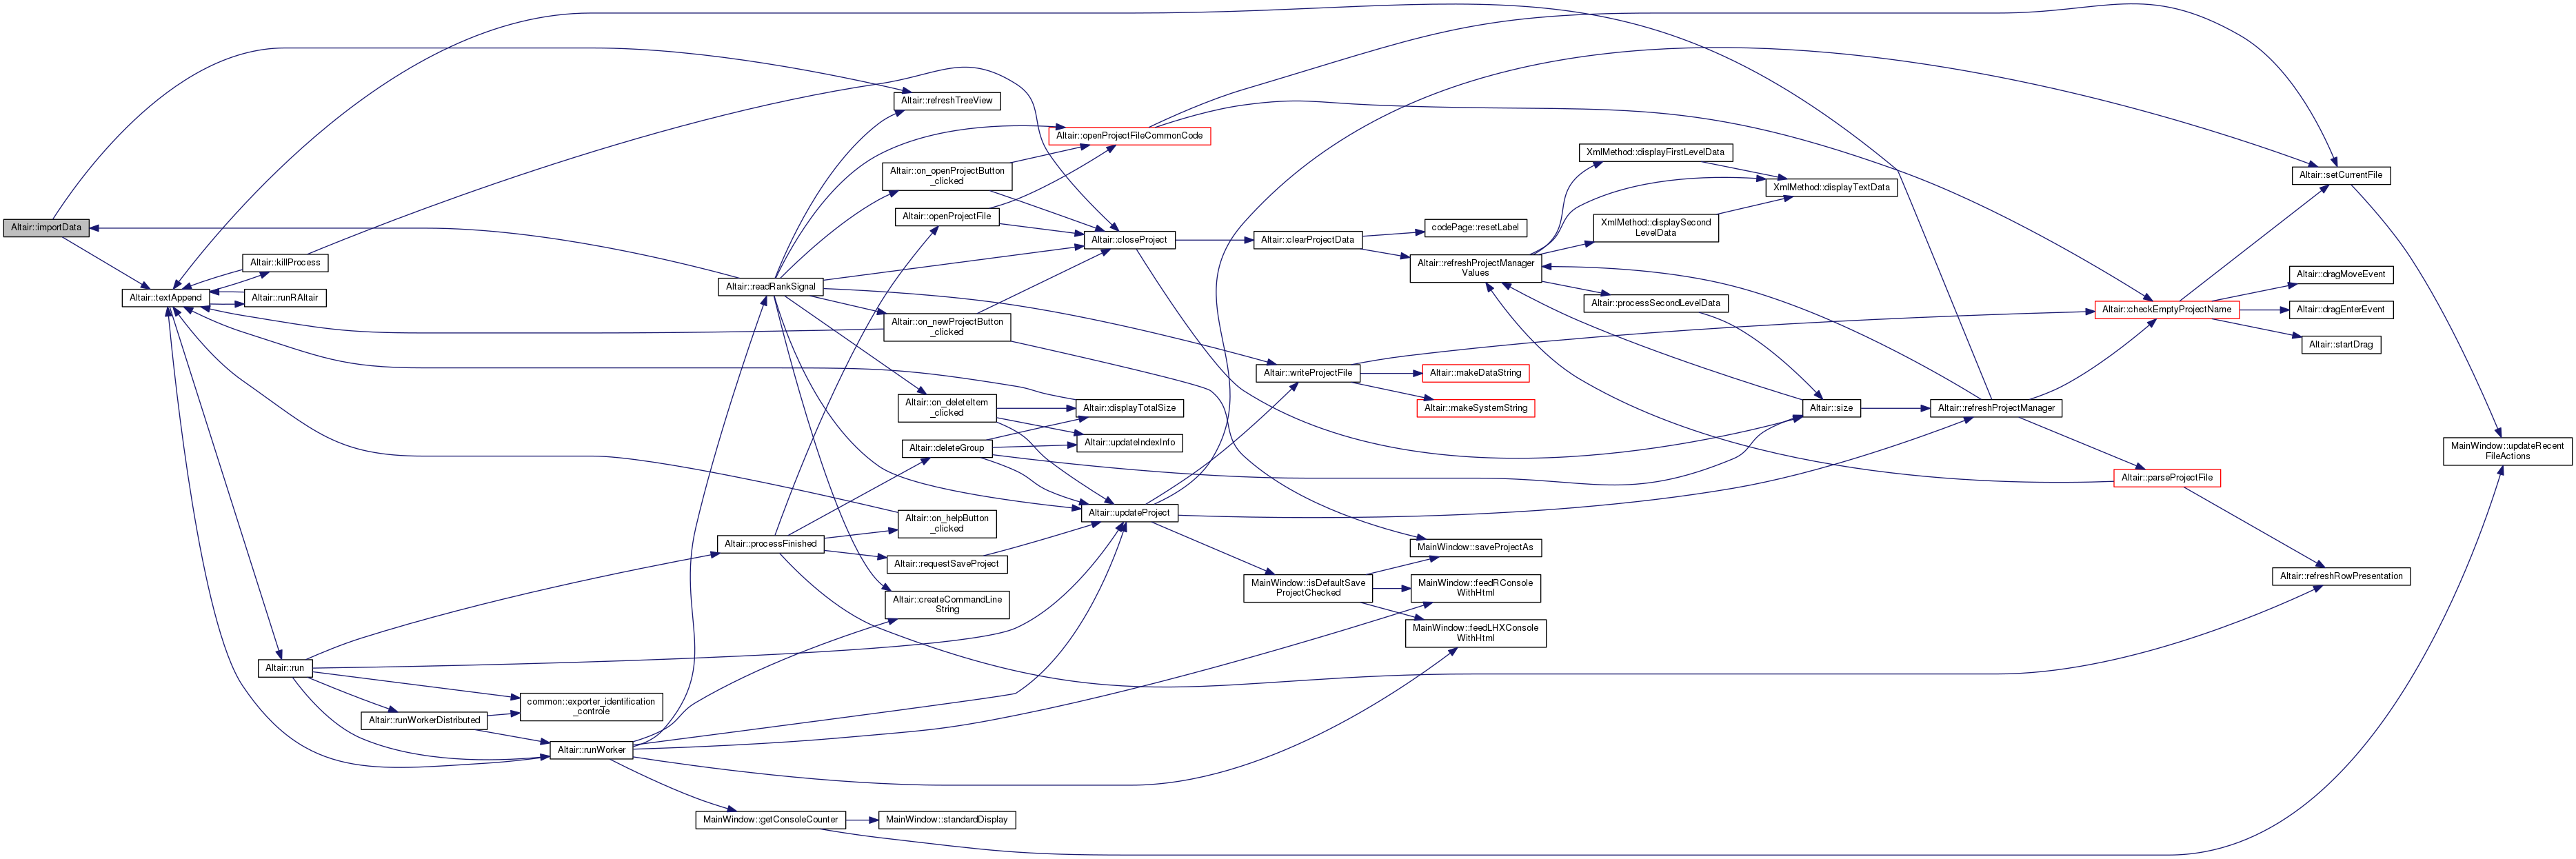 Altair::importData
Altair::textAppend
Altair::killProcess
Altair::runRAltair
Altair::run
Altair::runWorkerDistributed
common::exporter_identification
_controle
Altair::runWorker
Altair::readRankSignal
Altair::processFinished
MainWindow::getConsoleCounter
Altair::refreshTreeView
Altair::on_openProjectButton
_clicked
Altair::openProjectFile
Altair::on_newProjectButton
_clicked
Altair::on_deleteItem
_clicked
Altair::deleteGroup
Altair::on_helpButton
_clicked
Altair::requestSaveProject
Altair::createCommandLine
String
MainWindow::standardDisplay
Altair::openProjectFileCommonCode
Altair::closeProject
Altair::displayTotalSize
Altair::updateIndexInfo
Altair::updateProject
Altair::clearProjectData
Altair::writeProjectFile
MainWindow::isDefaultSave
ProjectChecked
codePage::resetLabel
Altair::refreshProjectManager
Values
Altair::makeDataString
Altair::makeSystemString
MainWindow::saveProjectAs
MainWindow::feedRConsole
WithHtml
MainWindow::feedLHXConsole
WithHtml
XmlMethod::displayFirstLevelData
XmlMethod::displaySecond
LevelData
Altair::processSecondLevelData
XmlMethod::displayTextData
Altair::size
Altair::refreshProjectManager
Altair::checkEmptyProjectName
Altair::parseProjectFile
Altair::setCurrentFile
Altair::dragMoveEvent
Altair::dragEnterEvent
Altair::startDrag
Altair::refreshRowPresentation
MainWindow::updateRecent
FileActions